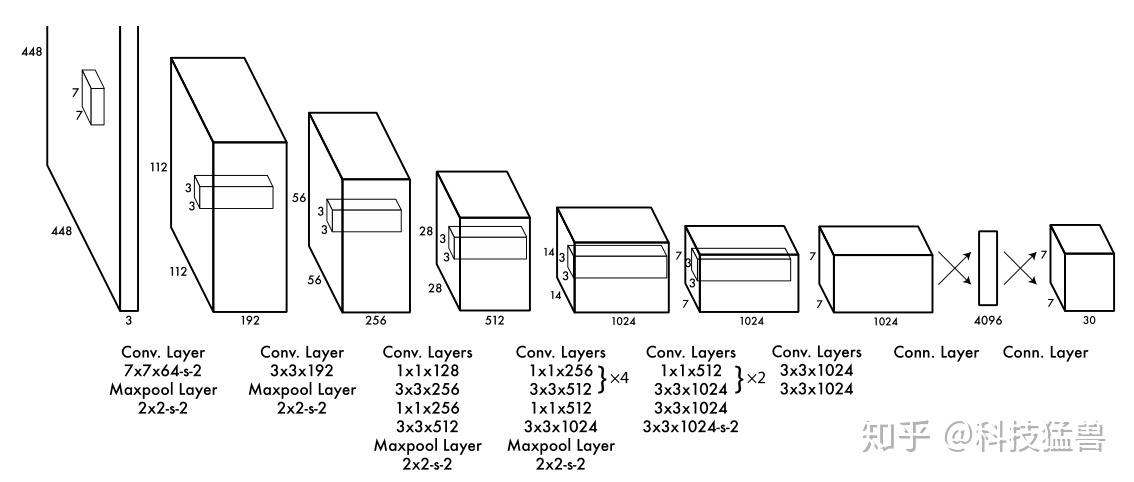 448
7
7
448
3
112
3
3
112
192
56
3
3
56
256
28
3
3
28
512
14
3
3
14
1024
7
3
3
7
1024
7
7
1024
4096
7
7
30
Conv. Layer
7x7x64-s-2
Maxpool Layer
2x2-s-2
Conv. Layer
3x3x192
Maxpool Layer
2x2-s-2
Conv. Layers
1x1x128
3x3x256
1x1x256
3x3x512
Maxpool Layer
2x2-s-2
Conv. Layers
1x1x256
3x3x512
}×4
1x1x512
3x3x1024
Maxpool Layer
2x2-s-2
Conv. Layers
1x1x512
3x3x1024
}×2
3x3x1024
3x3x1024-s-2
Conv. Layers
3x3x1024
3x3x1024
Conn. Layer
Conn. Layer
知乎 @科技猛兽